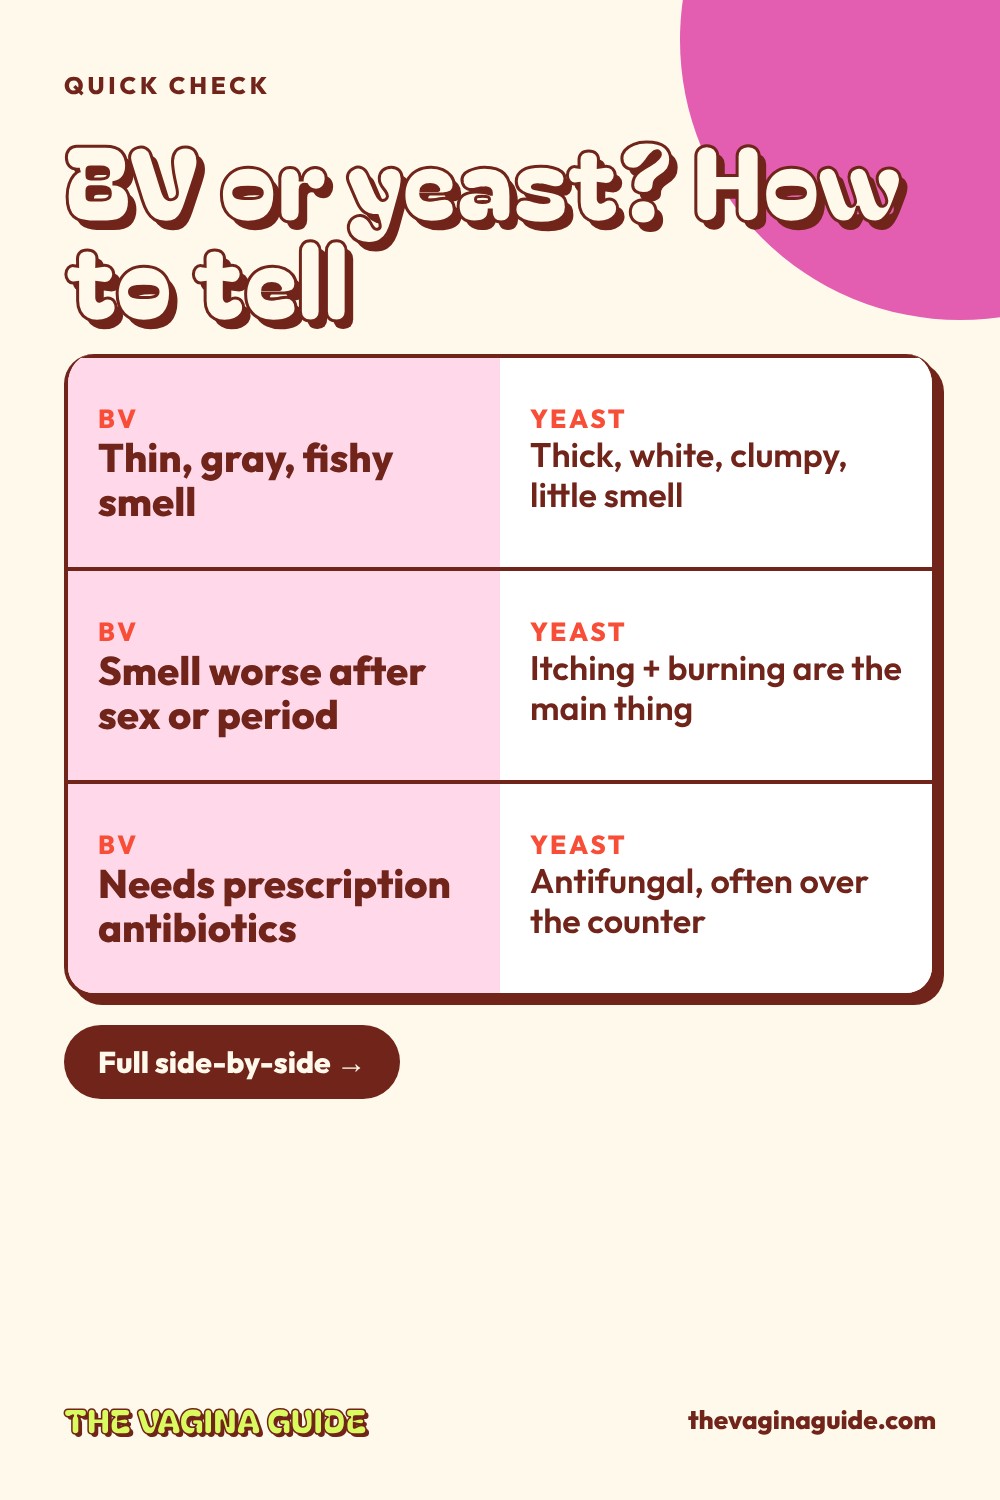 QUICK CHECK
BV or yeast? How
to tell
BV
Thin, gray, fishy
smell
YEAST
Thick, white, clumpy,
little smell
BV
Smell worse after
sex or period
YEAST
Itching + burning are the
main thing
BV
Needs prescription
antibiotics
YEAST
Antifungal, often over
the counter
Full side-by-side →
THE VAGINA GUIDE
thevaginaguide.com